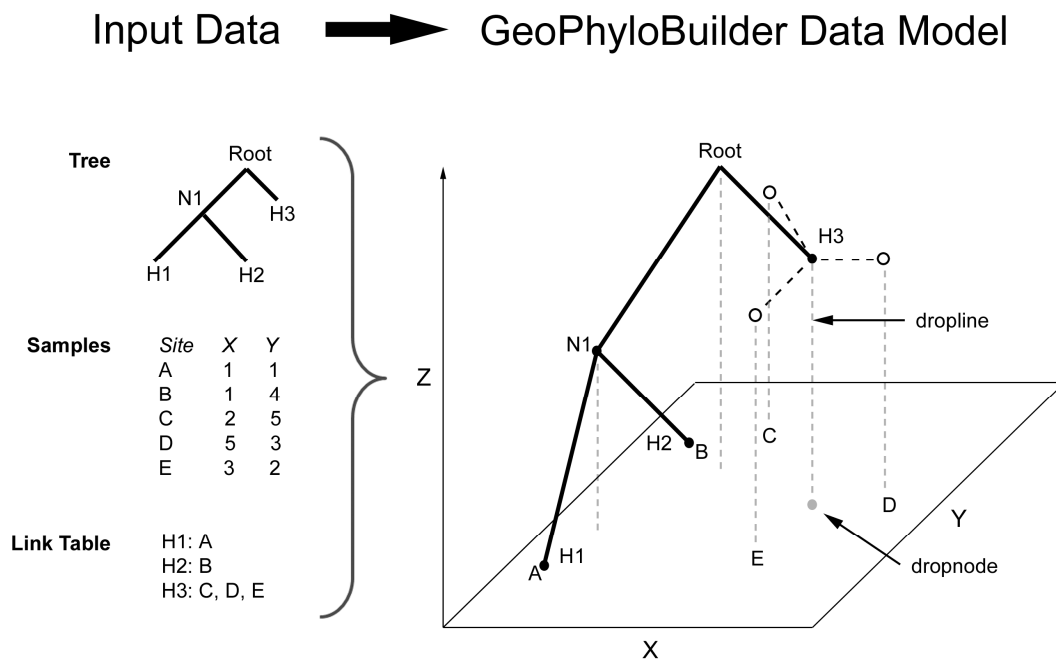 Input Data GeoPhyloBuilder Data Model
Tree
Root
N1
H3
H1 H2
Samples
Site X Y
A 1 1
B 1 4
C 2 5
D 5 3
E 3 2
Link Table
H1: A
H2: B
H3: C, D, E
Root
H3
dropline
N1
Z
H2 B
C
D
Y
A H1
E
dropnode
X